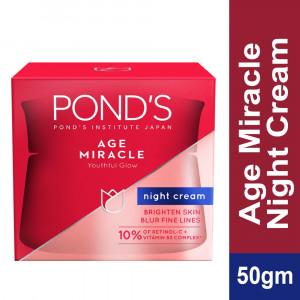 POND'S
POND'S INSTITUTE JAPAN
AGE
MIRACLE
Youthful Glow
night cream
BRIGHTEN SKIN
BLUR FINE LINES
10% OF RETINOL-C +
VITAMIN B3 COMPLEX*
Age Miracle
Night Cream
50gm